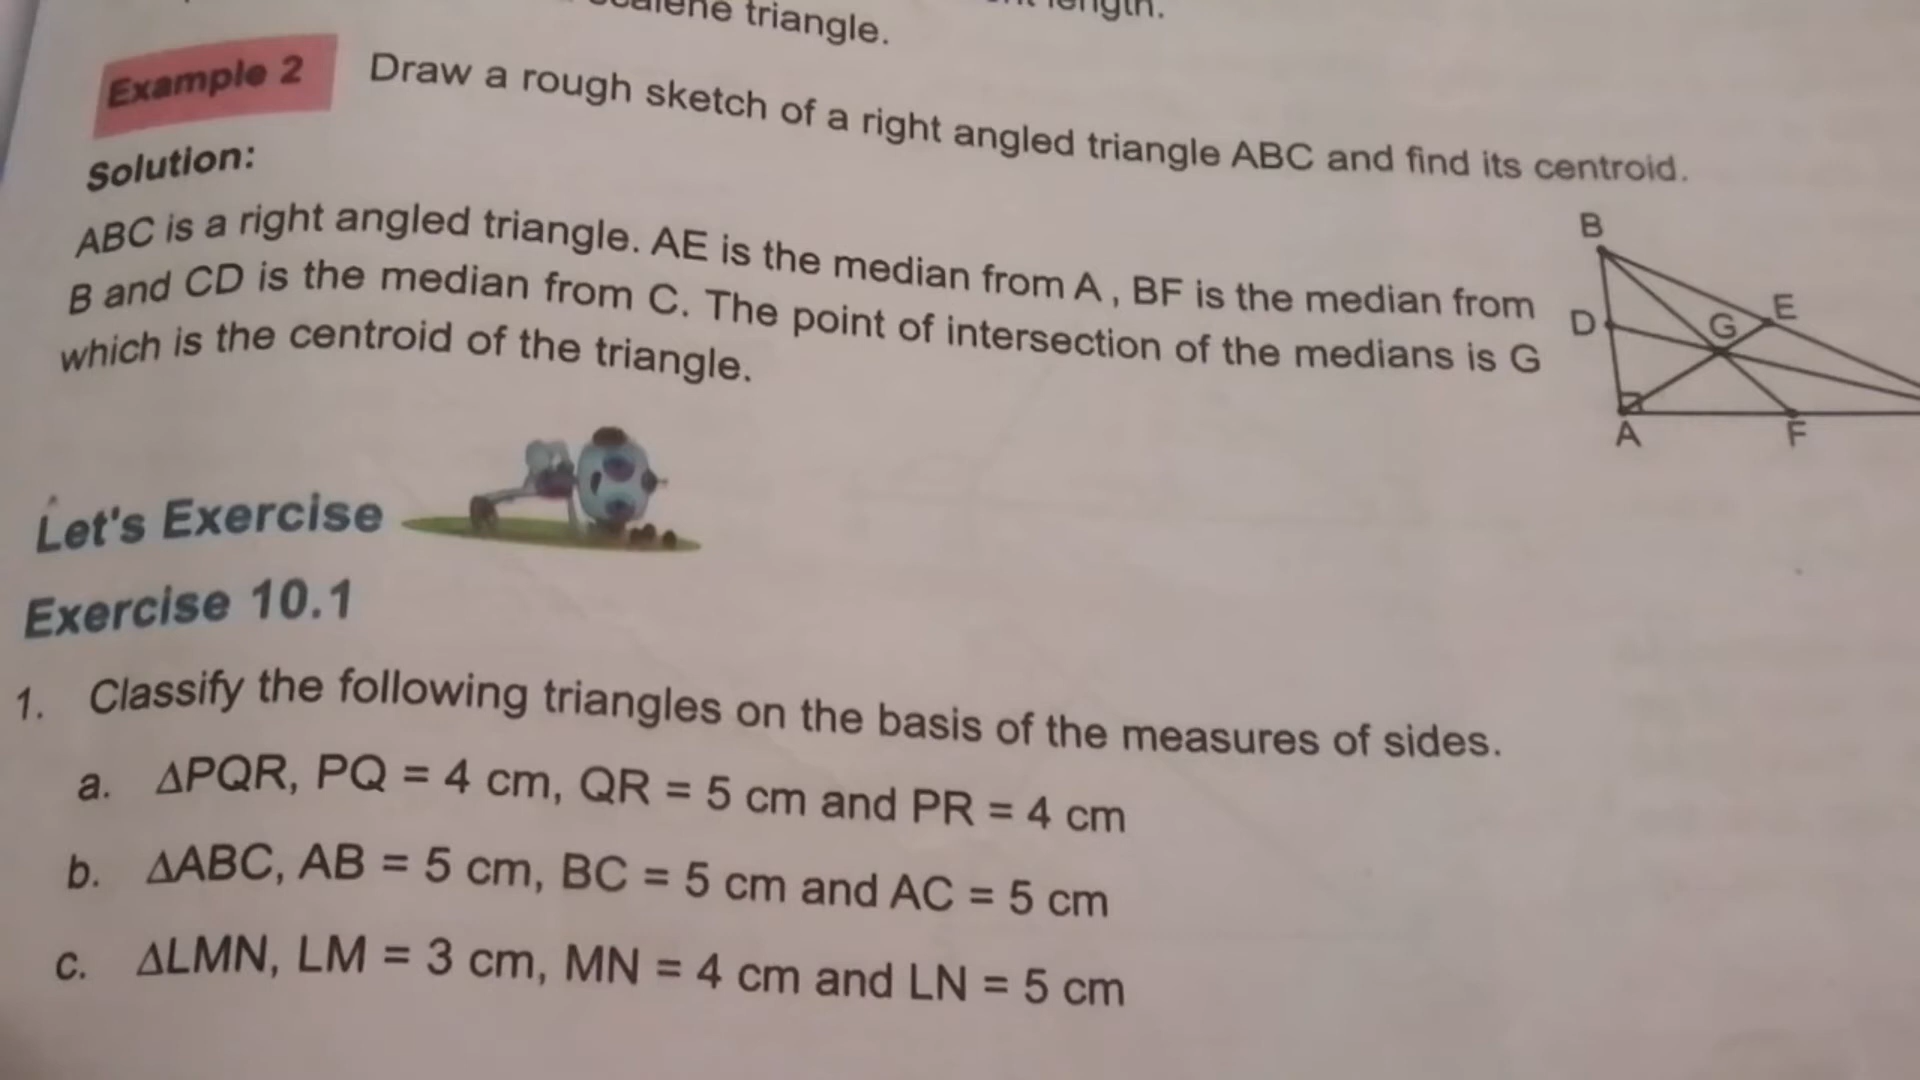 triangle.
Example 2 Draw a rough sketch of a right angled triangle ABC and find its centroid.
Solution:
ABC is a right angled triangle. AE is the median from A , BF is the median from
B and CD is the median from C. The point of intersection of the medians is G
which is the centroid of the triangle.
B
D
E
G
A
F
Let's Exercise
Exercise 10.1
1. Classify the following triangles on the basis of the measures of sides.
a. ΔPQR, PQ = 4 cm, QR = 5 cm and PR = 4 cm
b. ΔABC, AB = 5 cm, BC = 5 cm and AC = 5 cm
c. ΔLMN, LM = 3 cm, MN = 4 cm and LN = 5 cm